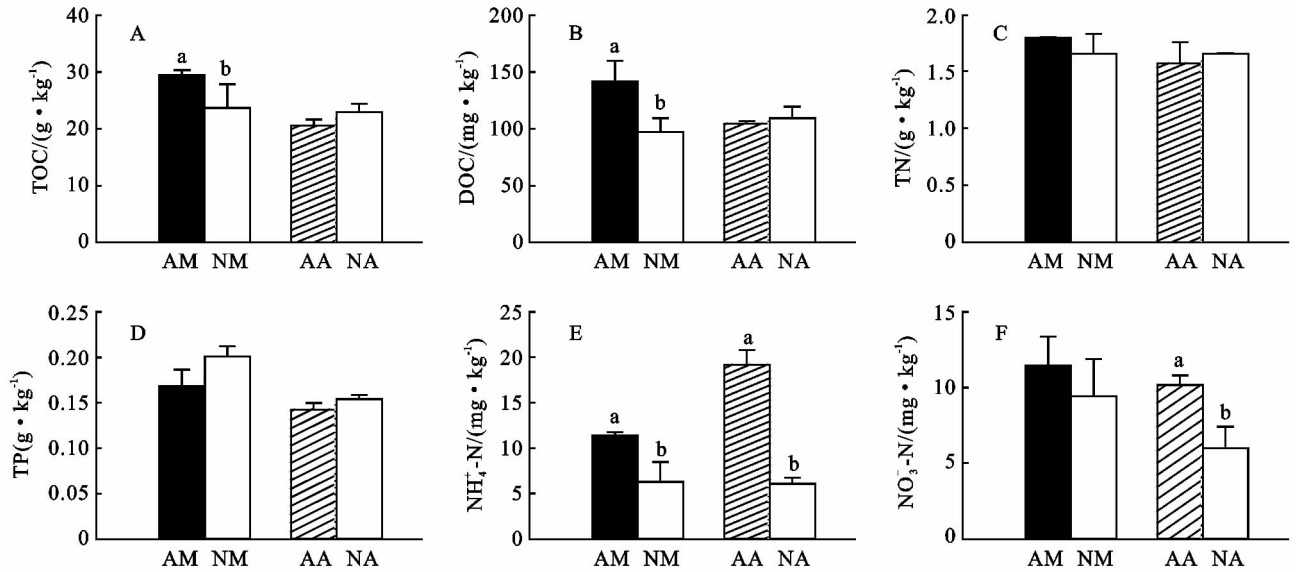 A
TOC/(g • kg⁻¹)
40
30
20
10
0
a
b
AM NM AA NA
B
DOC/(mg • kg⁻¹)
200
150
100
50
0
a
b
AM NM AA NA
C
TN/(g • kg⁻¹)
2.0
1.5
1.0
0.5
0
AM NM AA NA
D
TP(g • kg⁻¹)
0.25
0.20
0.15
0.10
0.05
0
AM NM AA NA
E
NH₄⁺-N/(mg • kg⁻¹)
25
20
15
10
5
0
a
b
a
b
AM NM AA NA
F
NO₃⁻-N/(mg • kg⁻¹)
15
10
5
0
a
b
AM NM AA NA